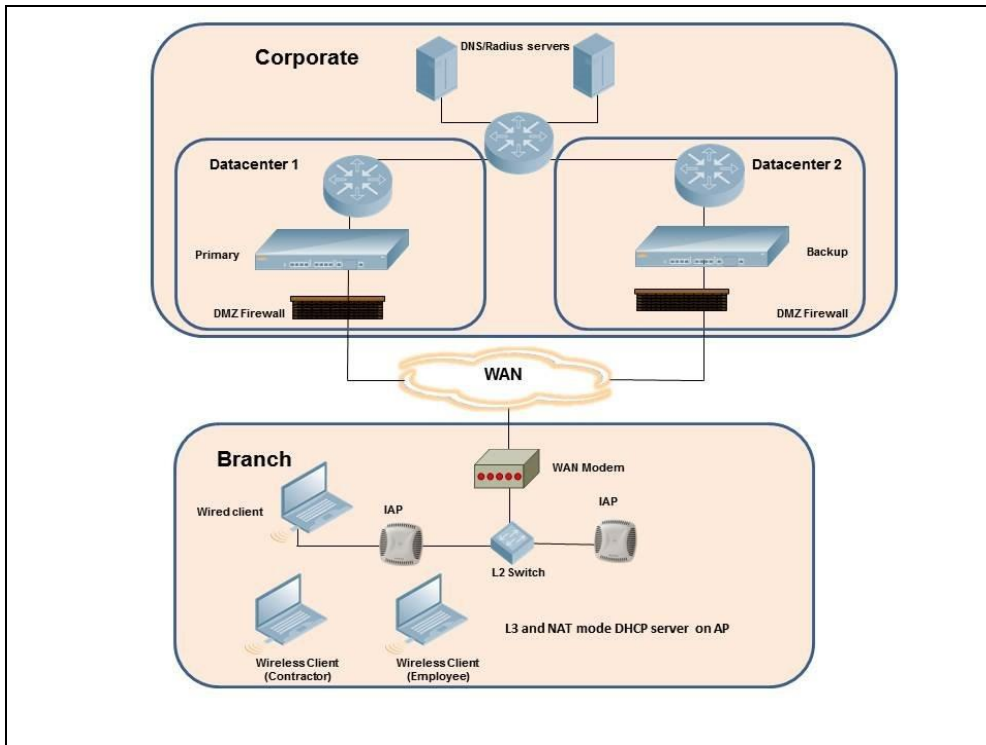 DNS/Radius servers
Corporate
Datacenter 1
Datacenter 2
Primary
Backup
DMZ Firewall
DMZ Firewall
WAN
Branch
WAN Modem
Wired client
IAP
IAP
L2 Switch
L3 and NAT mode DHCP server on AP
Wireless Client
(Contractor)
Wireless Client
(Employee)